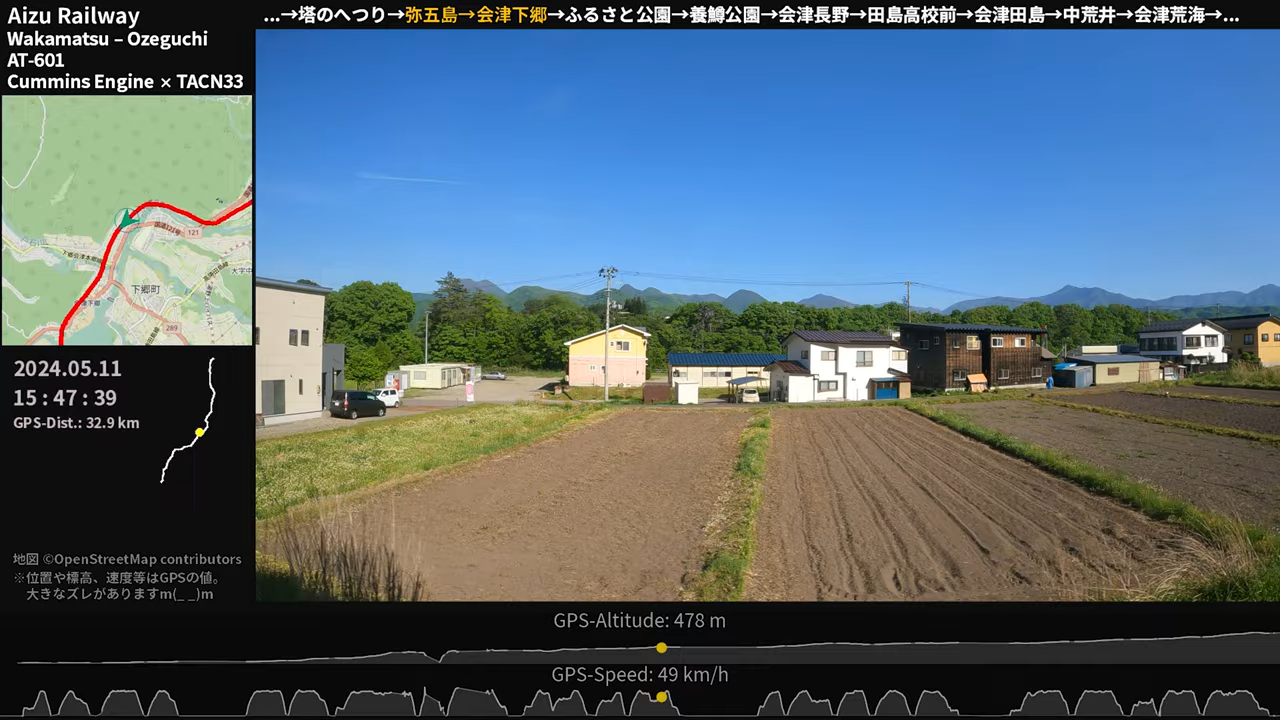 Aizu Railway
Wakamatsu – Ozeguchi
AT-601
Cummins Engine × TACN33
...→塔のへつり→弥五島→会津下郷→ふるさと公園→養鱒公園→会津長野→田島高校前→会津田島→中荒井→会津荒海→...
121
下郷町
289
2024.05.11
15:47:39
GPS-Dist.: 32.9 km
地図 ©OpenStreetMap contributors
※位置や標高、速度等はGPSの値。
大きなズレがありますm(_ _)m
GPS-Altitude: 478 m
GPS-Speed: 49 km/h